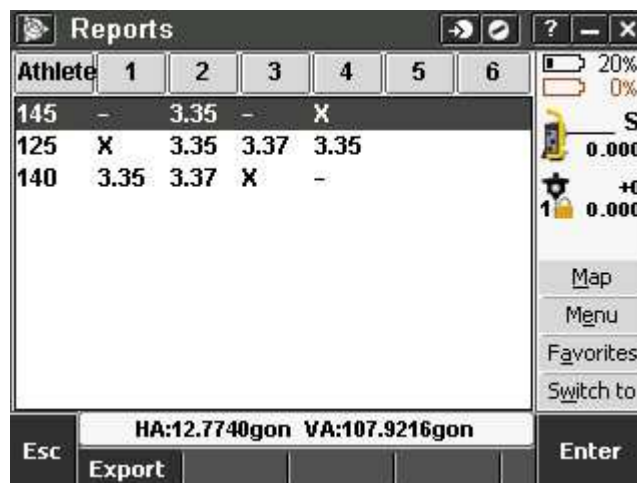 Reports ? – X
Athlete 1 2 3 4 5 6
145 - 3.35 - X
125 X 3.35 3.37 3.35
140 3.35 3.37 X -
20%
0%
S
0.000
+0
1 0.000
Map
Menu
Favorites
Switch to
HA:12.7740gon VA:107.9216gon
Esc Export Enter